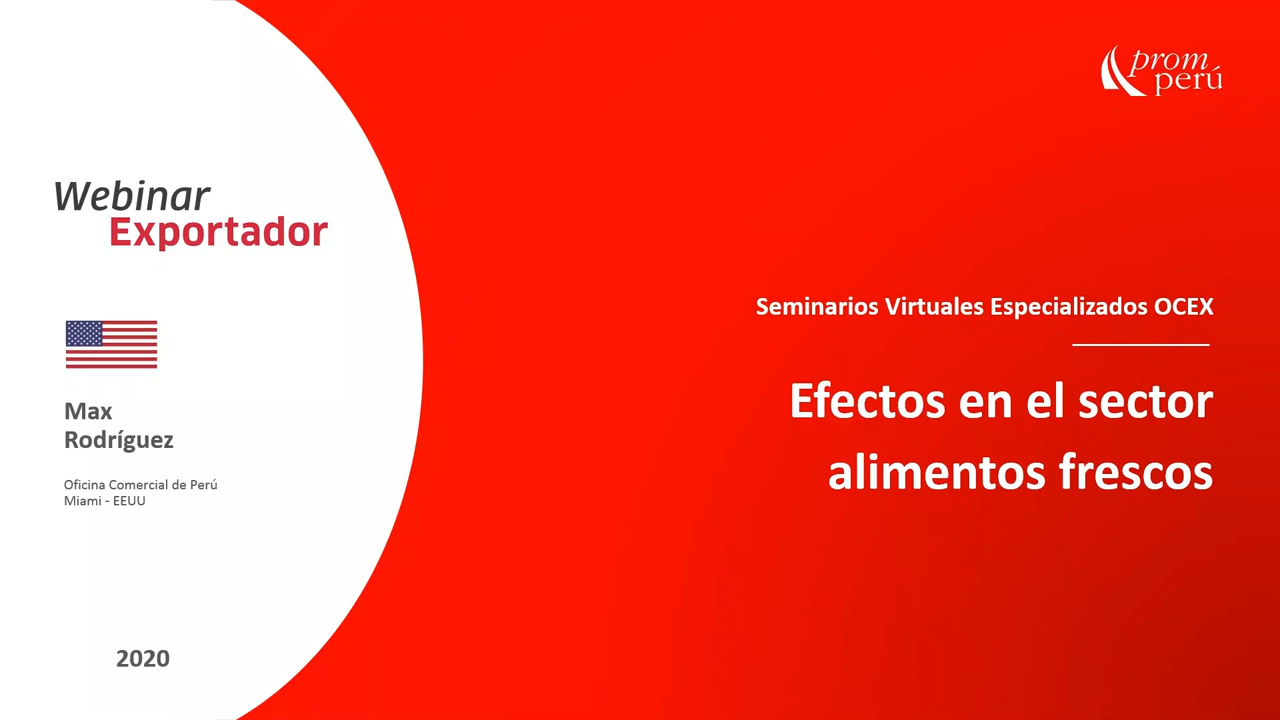 Webinar
Exportador
Max
Rodríguez
Oficina Comercial de Perú
Miami - EEUU
2020
prom
perú
Seminarios Virtuales Especializados OCEX
Efectos en el sector
alimentos frescos